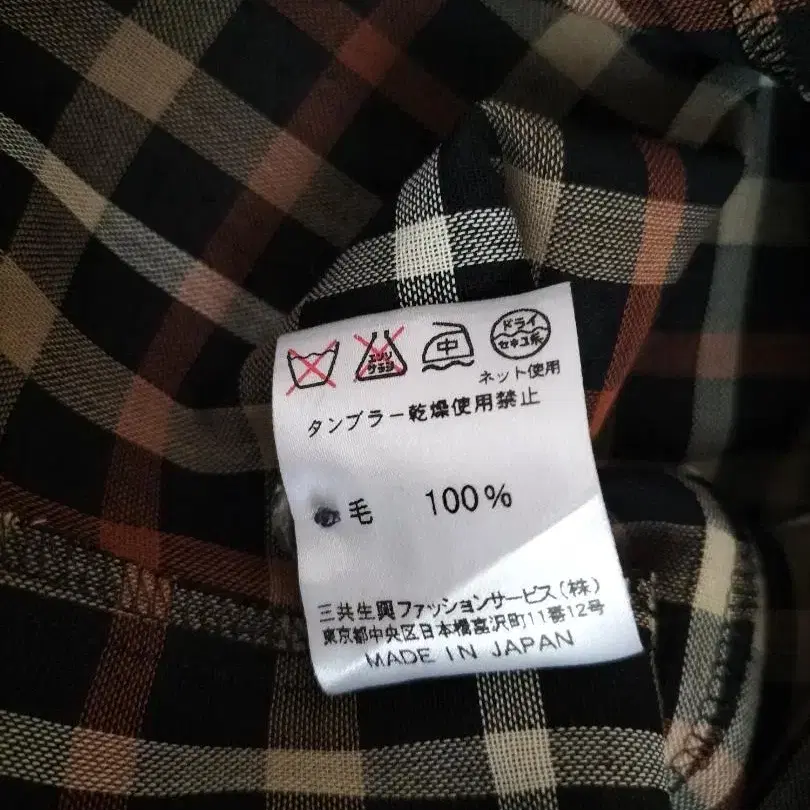 エンソ
サラシ
中
ドライ
セキユ系
ネット使用
タンブラー乾燥使用禁止
毛 100%
三共生興ファッションサービス(株)
東京都中央区日本橋富沢町11番12号
MADE IN JAPAN